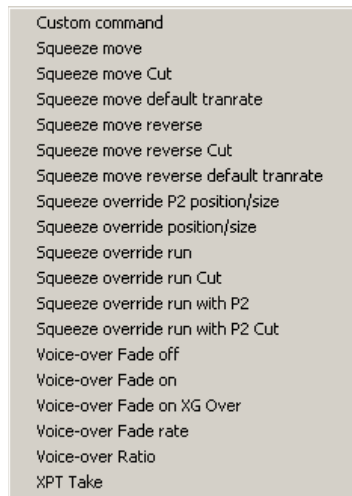 Custom command
Squeeze move
Squeeze move Cut
Squeeze move default tranrate
Squeeze move reverse
Squeeze move reverse Cut
Squeeze move reverse default tranrate
Squeeze override P2 position/size
Squeeze override position/size
Squeeze override run
Squeeze override run Cut
Squeeze override run with P2
Squeeze override run with P2 Cut
Voice-over Fade off
Voice-over Fade on
Voice-over Fade on XG Over
Voice-over Fade rate
Voice-over Ratio
XPT Take